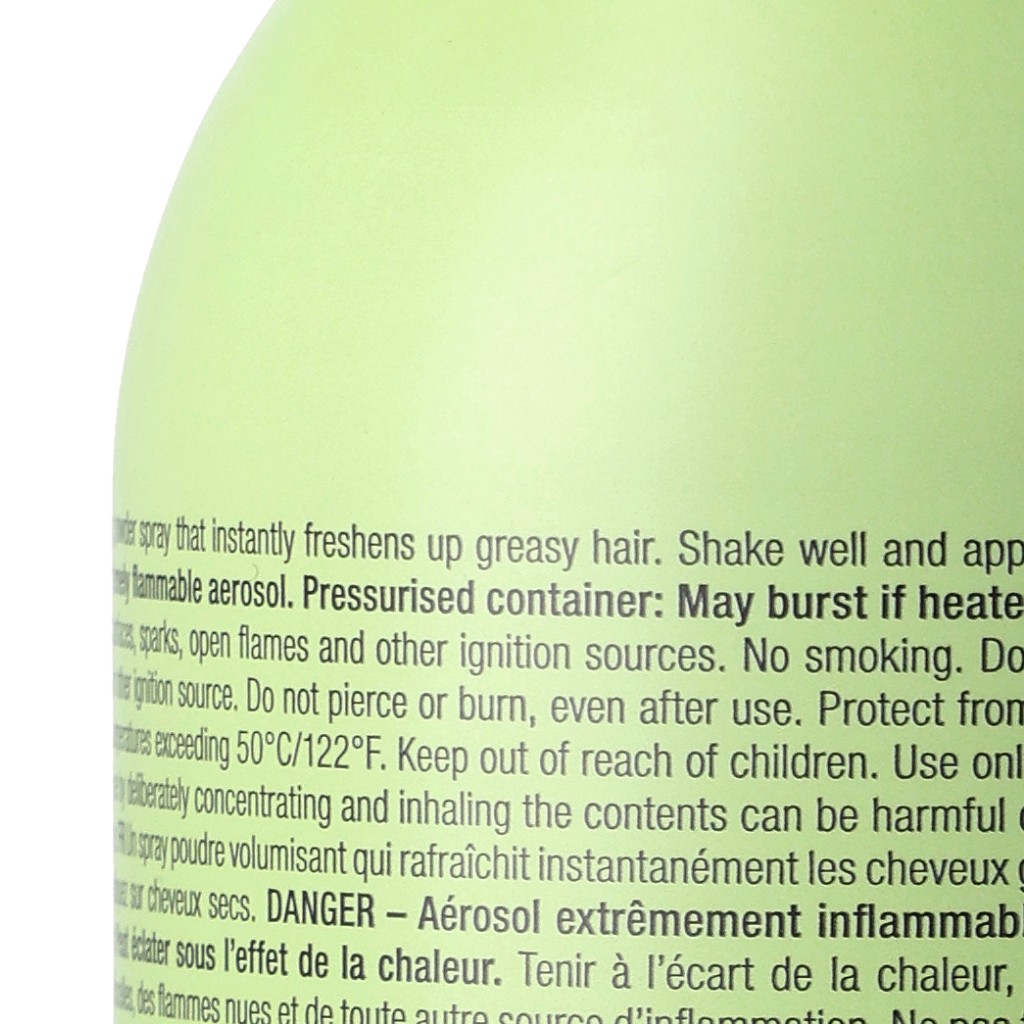 spray that instantly freshens up greasy hair. Shake well and app
flammable aerosol. Pressurised container: May burst if heate
sparks, open flames and other ignition sources. No smoking. Do
ignition source. Do not pierce or burn, even after use. Protect from
exceeding 50°C/122°F. Keep out of reach of children. Use onl
by deliberately concentrating and inhaling the contents can be harmful
Un spray poudre volumisant qui rafraîchit instantanément les cheveux g
sur cheveux secs. DANGER – Aérosol extrêmement inflammabl
éclater sous l'effet de la chaleur. Tenir à l'écart de la chaleur,
des flammes nues et de toute autre source d'inflammation. Ne pas